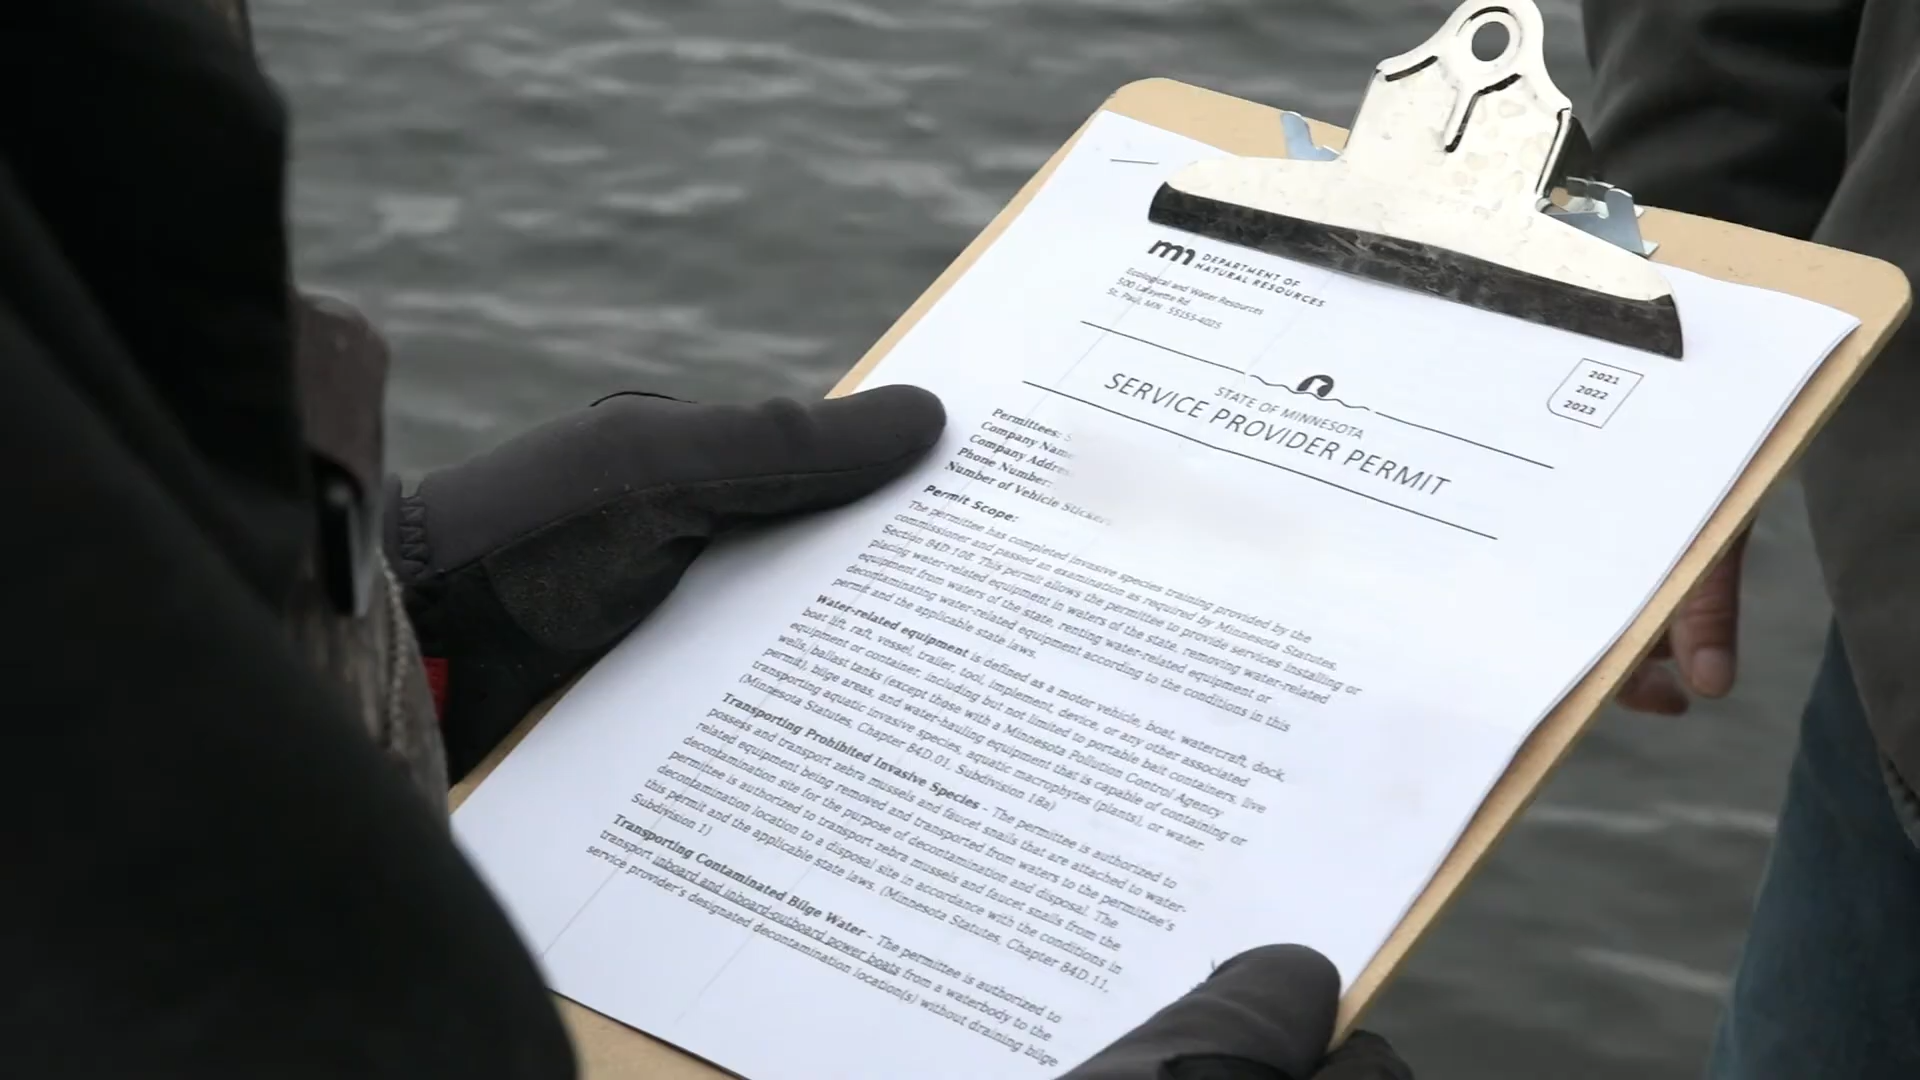 mn DEPARTMENT OF
NATURAL RESOURCES
Ecological and Water Resources
500 Lafayette Rd
St. Paul, MN 55155-4025
2021
2022
2023
STATE OF MINNESOTA
SERVICE PROVIDER PERMIT
Permittees:
Company Name
Company Addres
Phone Number:
Number of Vehicle Stickers
Permit Scope:
The permittee has completed invasive species training provided by the
commissioner and passed an examination as required by Minnesota Statutes,
Section 84D.108. This permit allows the permittee to provide services installing or
placing water-related equipment in waters of the state, removing water-related
equipment from waters of the state, renting water-related equipment or
decontaminating water-related equipment according to the conditions in this
permit and the applicable state laws.
Water-related equipment is defined as a motor vehicle, boat, watercraft, dock,
boat lift, raft, vessel, trailer, tool, implement, device, or any other associated
equipment or container, including but not limited to portable bait containers, live
wells, ballast tanks (except those with a Minnesota Pollution Control Agency
permit), bilge areas, and water-hauling equipment that is capable of containing or
transporting aquatic invasive species, aquatic macrophytes (plants), or water.
(Minnesota Statutes, Chapter 84D.01, Subdivision 18a)
Transporting Prohibited Invasive Species - The permittee is authorized to
possess and transport zebra mussels and faucet snails that are attached to water-
related equipment being removed and transported from waters to the permittee's
decontamination site for the purpose of decontamination and disposal. The
permittee is authorized to transport zebra mussels and faucet snails from the
decontamination location to a disposal site in accordance with the conditions in
this permit and the applicable state laws. (Minnesota Statutes, Chapter 84D.11,
Subdivision 1)
Transporting Contaminated Bilge Water - The permittee is authorized to
transport inboard and inboard-outboard power boats from a waterbody to the
service provider's designated decontamination location(s) without draining bilge